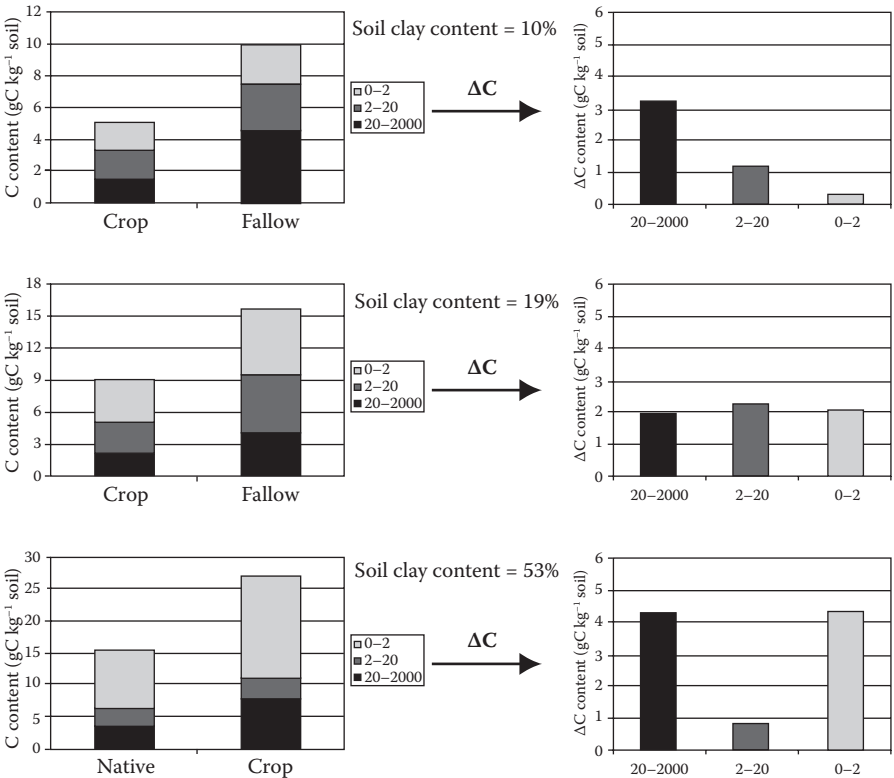 Soil clay content = 10%
C content (gC kg⁻¹ soil)
12
10
8
6
4
2
0
Crop Fallow
0–2
2–20
20–2000
ΔC
ΔC content (gC kg⁻¹ soil)
6
5
4
3
2
1
0
20–2000 2–20 0–2
Soil clay content = 19%
C content (gC kg⁻¹ soil)
18
15
12
9
6
3
0
Crop Fallow
0–2
2–20
20–2000
ΔC
ΔC content (gC kg⁻¹ soil)
6
5
4
3
2
1
0
20–2000 2–20 0–2
Soil clay content = 53%
C content (gC kg⁻¹ soil)
30
25
20
15
10
5
0
Native Crop
0–2
2–20
20–2000
ΔC
ΔC content (gC kg⁻¹ soil)
6
5
4
3
2
1
0
20–2000 2–20 0–2